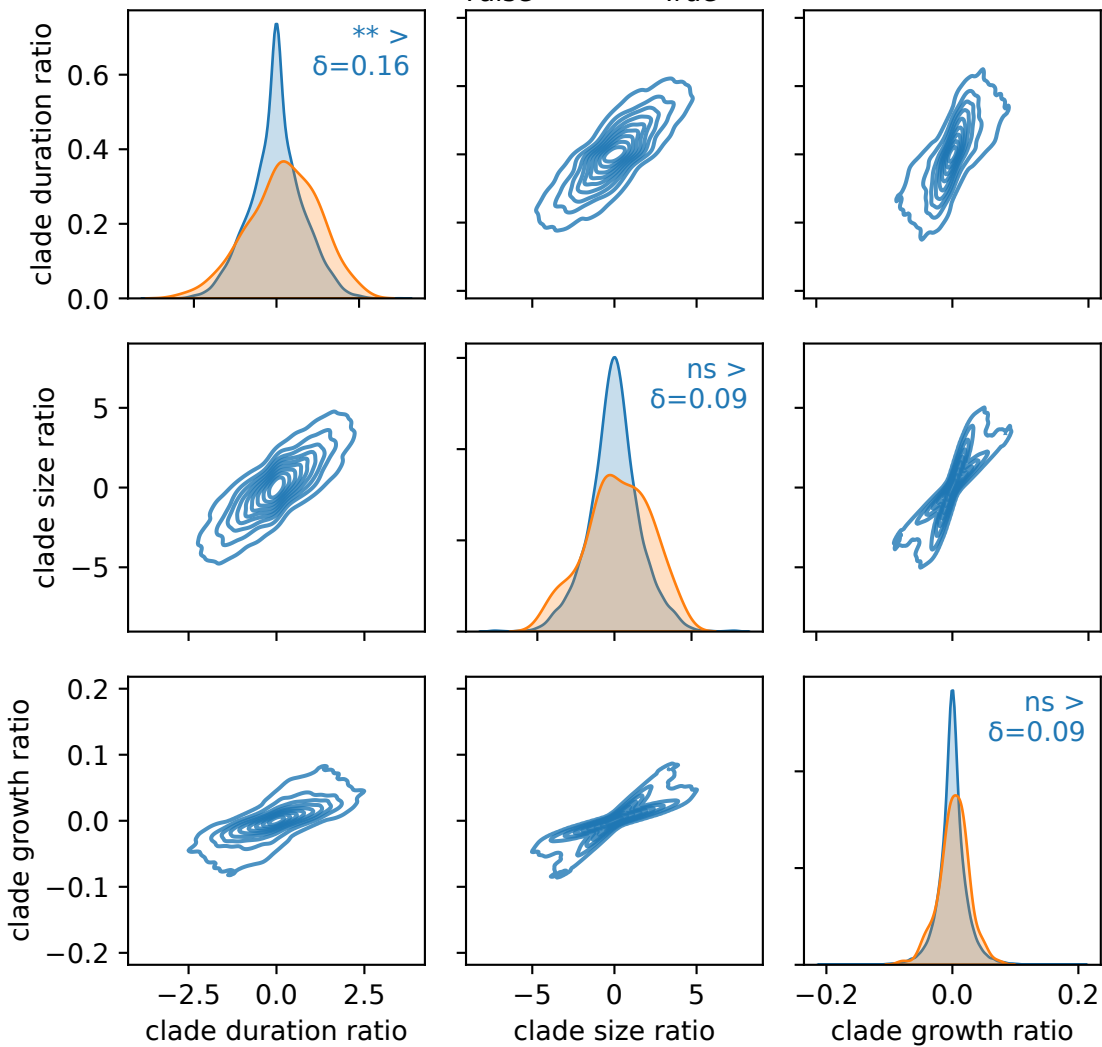 ** >
δ=0.16
clade duration ratio
0.6
0.4
0.2
0.0
ns >
δ=0.09
clade size ratio
5
0
−5
ns >
δ=0.09
clade growth ratio
0.2
0.1
0.0
−0.1
−0.2
−2.5 0.0 2.5
−5 0 5
−0.2 0.0 0.2
clade duration ratio
clade size ratio
clade growth ratio